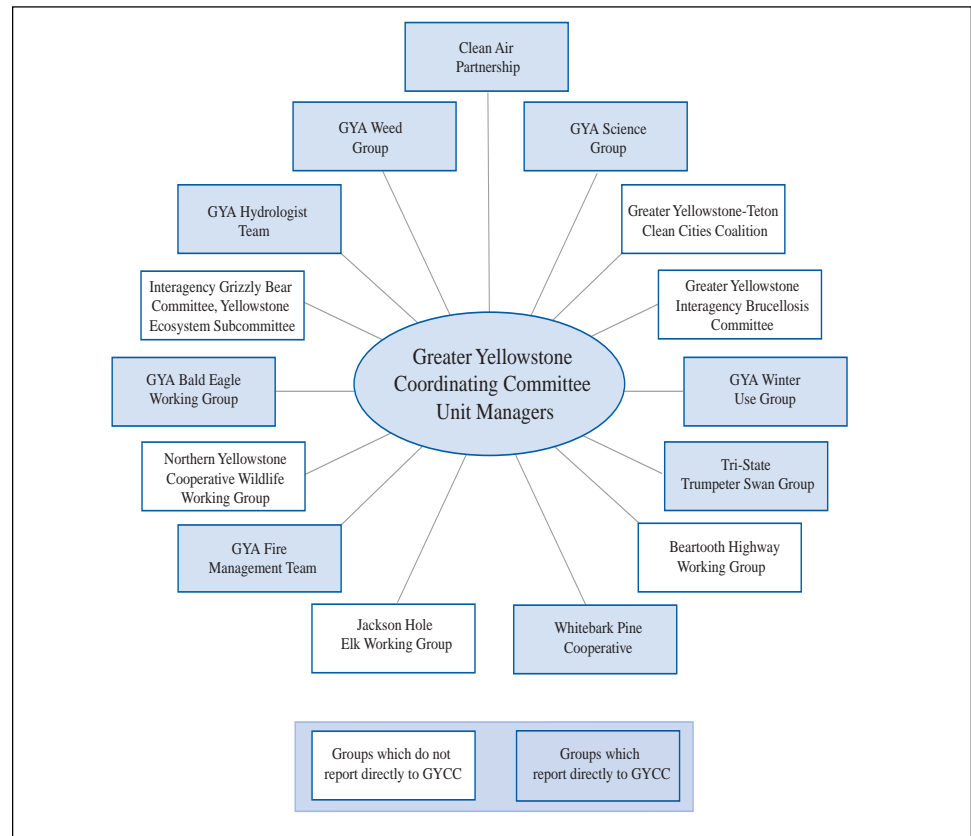 Clean Air
Partnership
GYA Weed
Group
GYA Science
Group
GYA Hydrologist
Team
Greater Yellowstone-Teton
Clean Cities Coalition
Interagency Grizzly Bear
Committee, Yellowstone
Ecosystem Subcommittee
Greater Yellowstone
Interagency Brucellosis
Committee
Greater Yellowstone
Coordinating Committee
Unit Managers
GYA Bald Eagle
Working Group
GYA Winter
Use Group
Northern Yellowstone
Cooperative Wildlife
Working Group
Tri-State
Trumpeter Swan Group
GYA Fire
Management Team
Beartooth Highway
Working Group
Jackson Hole
Elk Working Group
Whitebark Pine
Cooperative
Groups which do not
report directly to GYCC
Groups which
report directly to GYCC